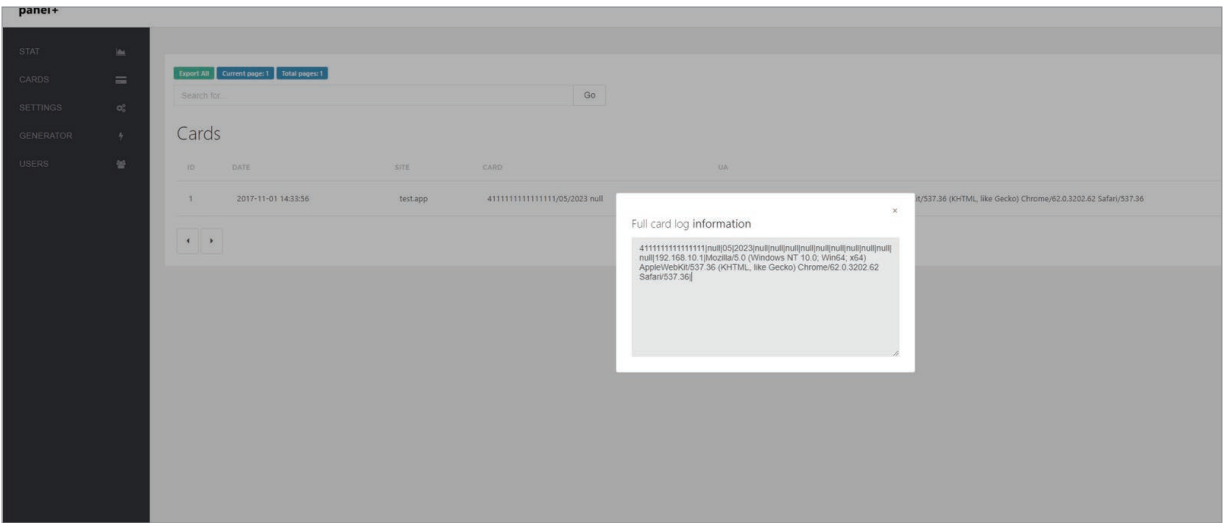 panel+
STAT
CARDS
SETTINGS
GENERATOR
USERS
Export All Current page: 1 Total pages: 1
Search for...
Go
Cards
ID DATE SITE CARD UA
1 2017-11-01 14:33:56 test.app 4111111111111111/05/2023 null it/537.36 (KHTML, like Gecko) Chrome/62.0.3202.62 Safari/537.36
×
Full card log information
4111111111111111|null|05|2023|null|null|null|null|null|null|null|null|null|
null|192.168.10.1|Mozilla/5.0 (Windows NT 10.0; Win64; x64)
AppleWebKit/537.36 (KHTML, like Gecko) Chrome/62.0.3202.62
Safari/537.36|